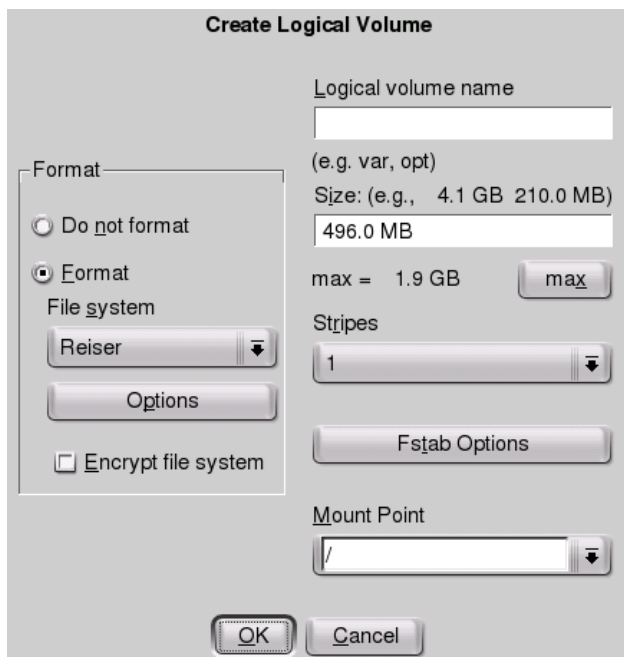 Create Logical Volume
Format
Do not format
Format
File system
Reiser
Options
Encrypt file system
Logical volume name
(e.g. var, opt)
Size: (e.g., 4.1 GB 210.0 MB)
496.0 MB
max = 1.9 GB
max
Stripes
1
Fstab Options
Mount Point
/
OK
Cancel